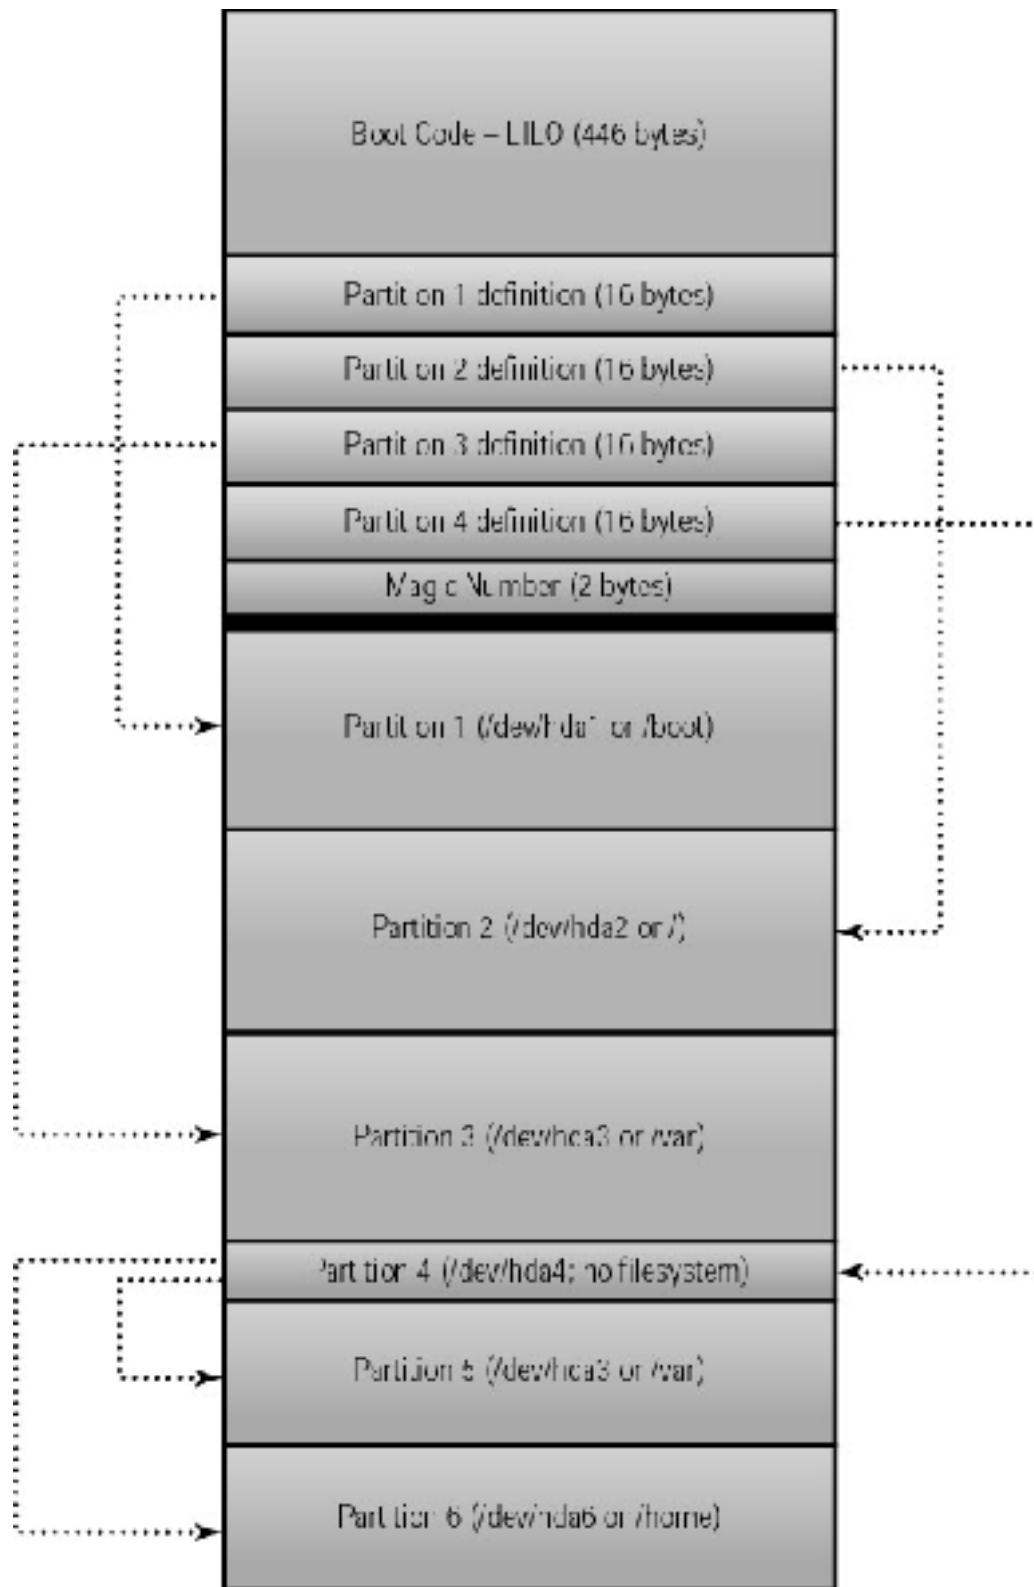 Boot Code – LILO (446 bytes)
Partition 1 definition (16 bytes)
Partition 2 definition (16 bytes)
Partition 3 definition (16 bytes)
Partition 4 definition (16 bytes)
Magic Number (2 bytes)
Partition 1 (/dev/hda1 or /boot)
Partition 2 (/dev/hda2 or /)
Partition 3 (/dev/hda3 or /var)
Partition 4 (/dev/hda4; no filesystem)
Partition 5 (/dev/hda3 or /var)
Partition 6 (/dev/hda6 or /home)